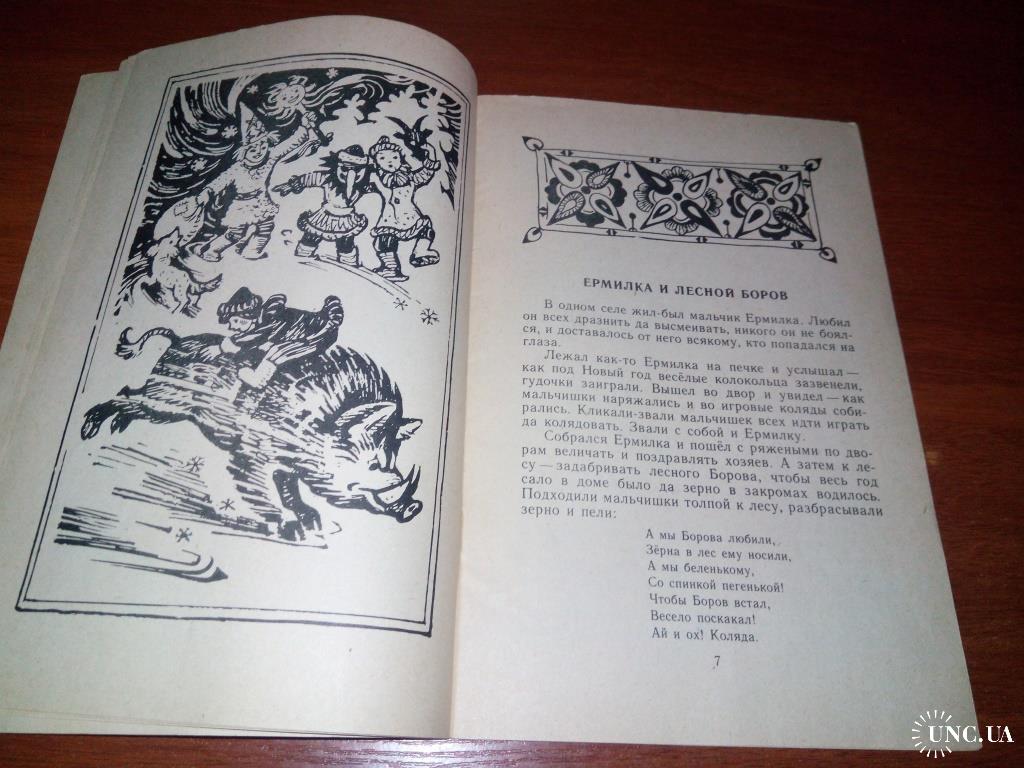 ЕРМИЛКА И ЛЕСНОЙ БОРОВ
В одном селе жил-был мальчик Ермилка. Любил
он всех дразнить да высмеивать, никого он не боял-
ся, и доставалось от него всякому, кто попадался на
глаза.
Лежал как-то Ермилка на печке и услышал —
как под Новый год весёлые колокольца зазвенели,
гудочки заиграли. Вышел во двор и увидел — как
мальчишки наряжались и во игровые коляды соби-
рались. Кликали-звали мальчишек всех идти играть
да колядовать. Звали с собой и Ермилку.
Собрался Ермилка и пошёл с ряжеными по дво-
рам величать и поздравлять хозяев. А затем к ле-
су — задабривать лесного Борова, чтобы весь год
сало в доме было да зерно в закромах водилось.
Подходили мальчишки толпой к лесу, разбрасывали
зерно и пели:
А мы Борова любили,
Зёрна в лес ему носили,
А мы беленькому,
Со спинкой пегенькой!
Чтобы Боров встал,
Весело поскакал!
Ай и ох! Коляда.
7
UNC.UA